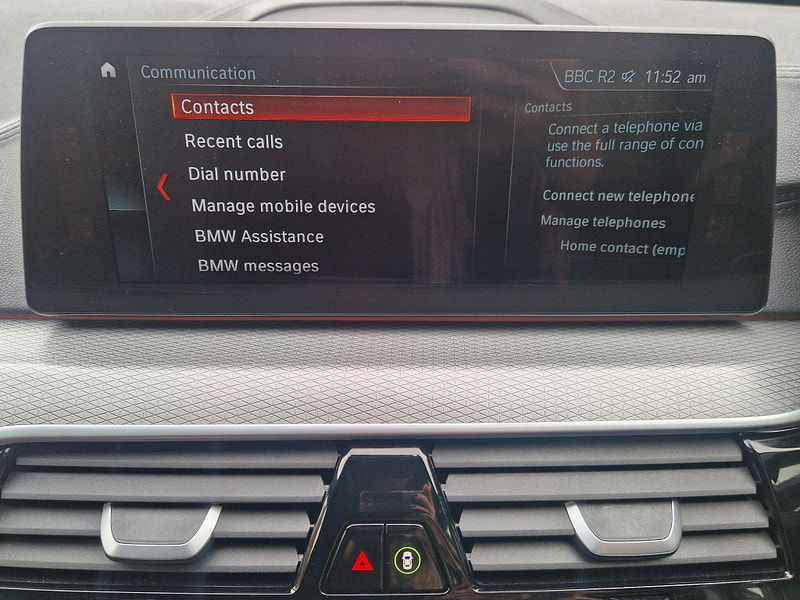 Communication
BBC R2 11:52 am
Contacts
Recent calls
Dial number
Manage mobile devices
BMW Assistance
BMW messages
Contacts
Connect a telephone via
use the full range of con
functions.
Connect new telephone
Manage telephones
Home contact (emp